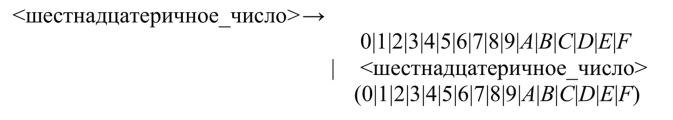 <шестнадцатеричное_число>→
0|1|2|3|4|5|6|7|8|9|A|B|C|D|E|F
| <шестнадцатеричное_число>
(0|1|2|3|4|5|6|7|8|9|A|B|C|D|E|F)